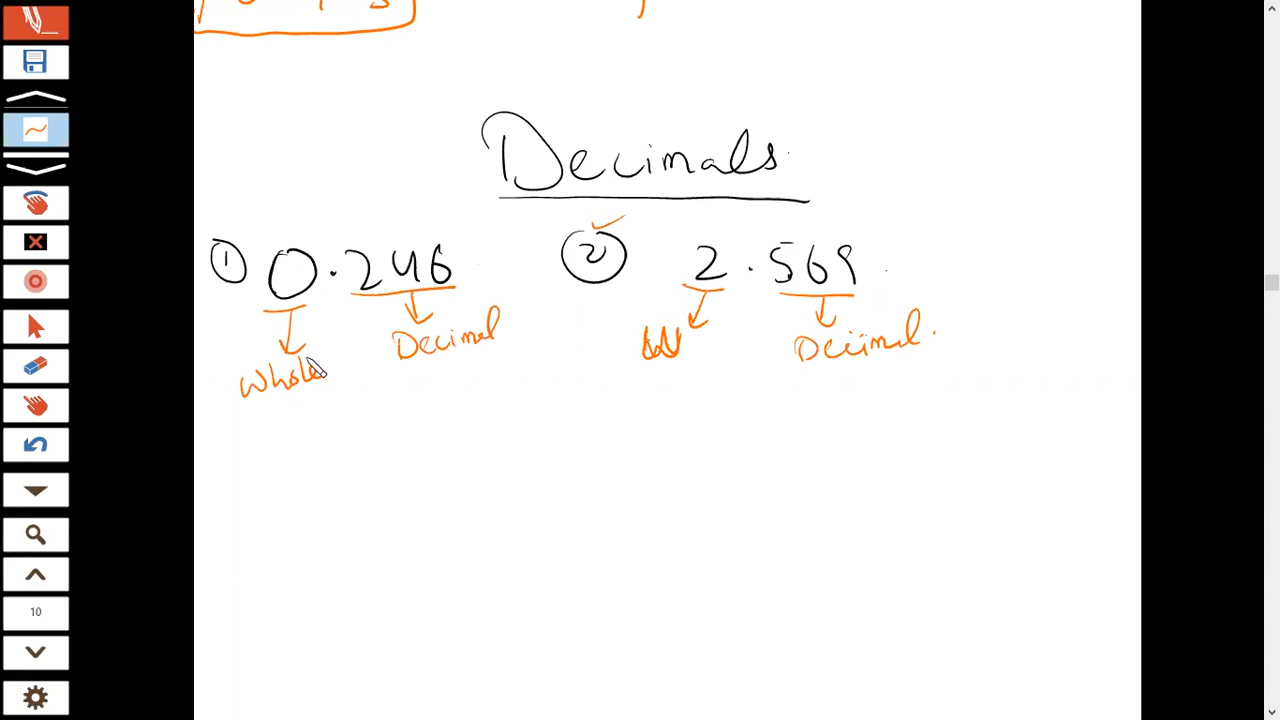 Decimals
① 0.246 ② 2.569
Decimal W Decimal.
Whole
10